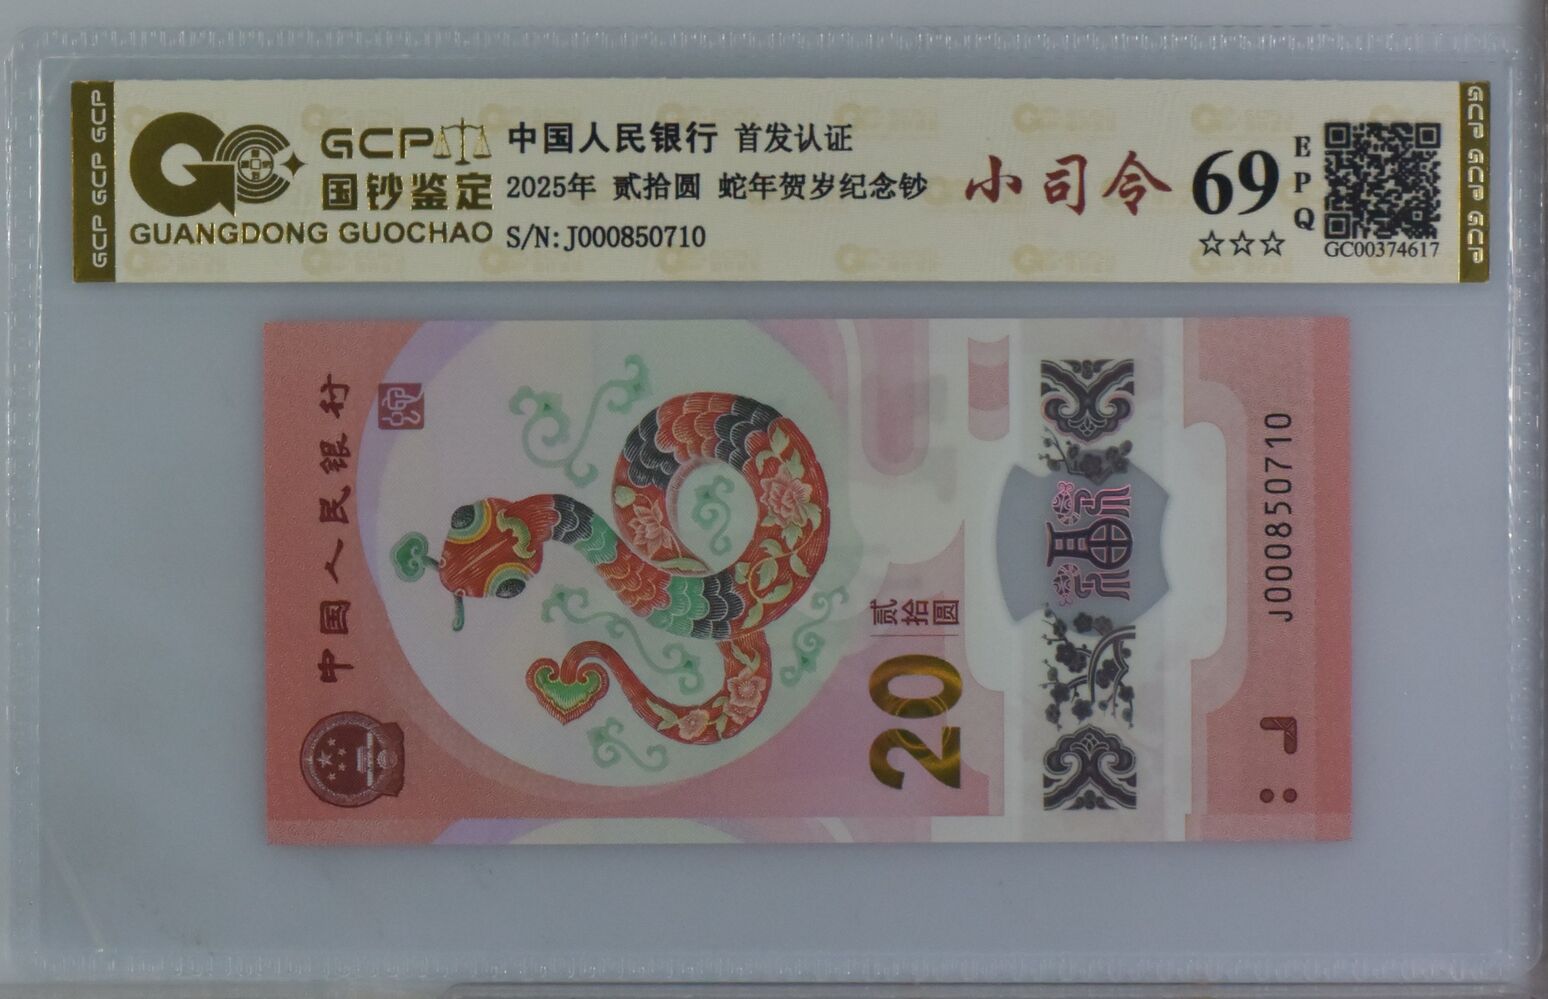 GCP GCP GCP
GCP
国钞鉴定
GUANGDONG GUOCHAO
中国人民银行 首发认证
2025年 贰拾圆 蛇年贺岁纪念钞
S/N:J000850710
小司令
69
EPQ
☆☆☆
GC00374617
GCP GCP GCP
中国人民银行
贰拾圆
20
J000850710